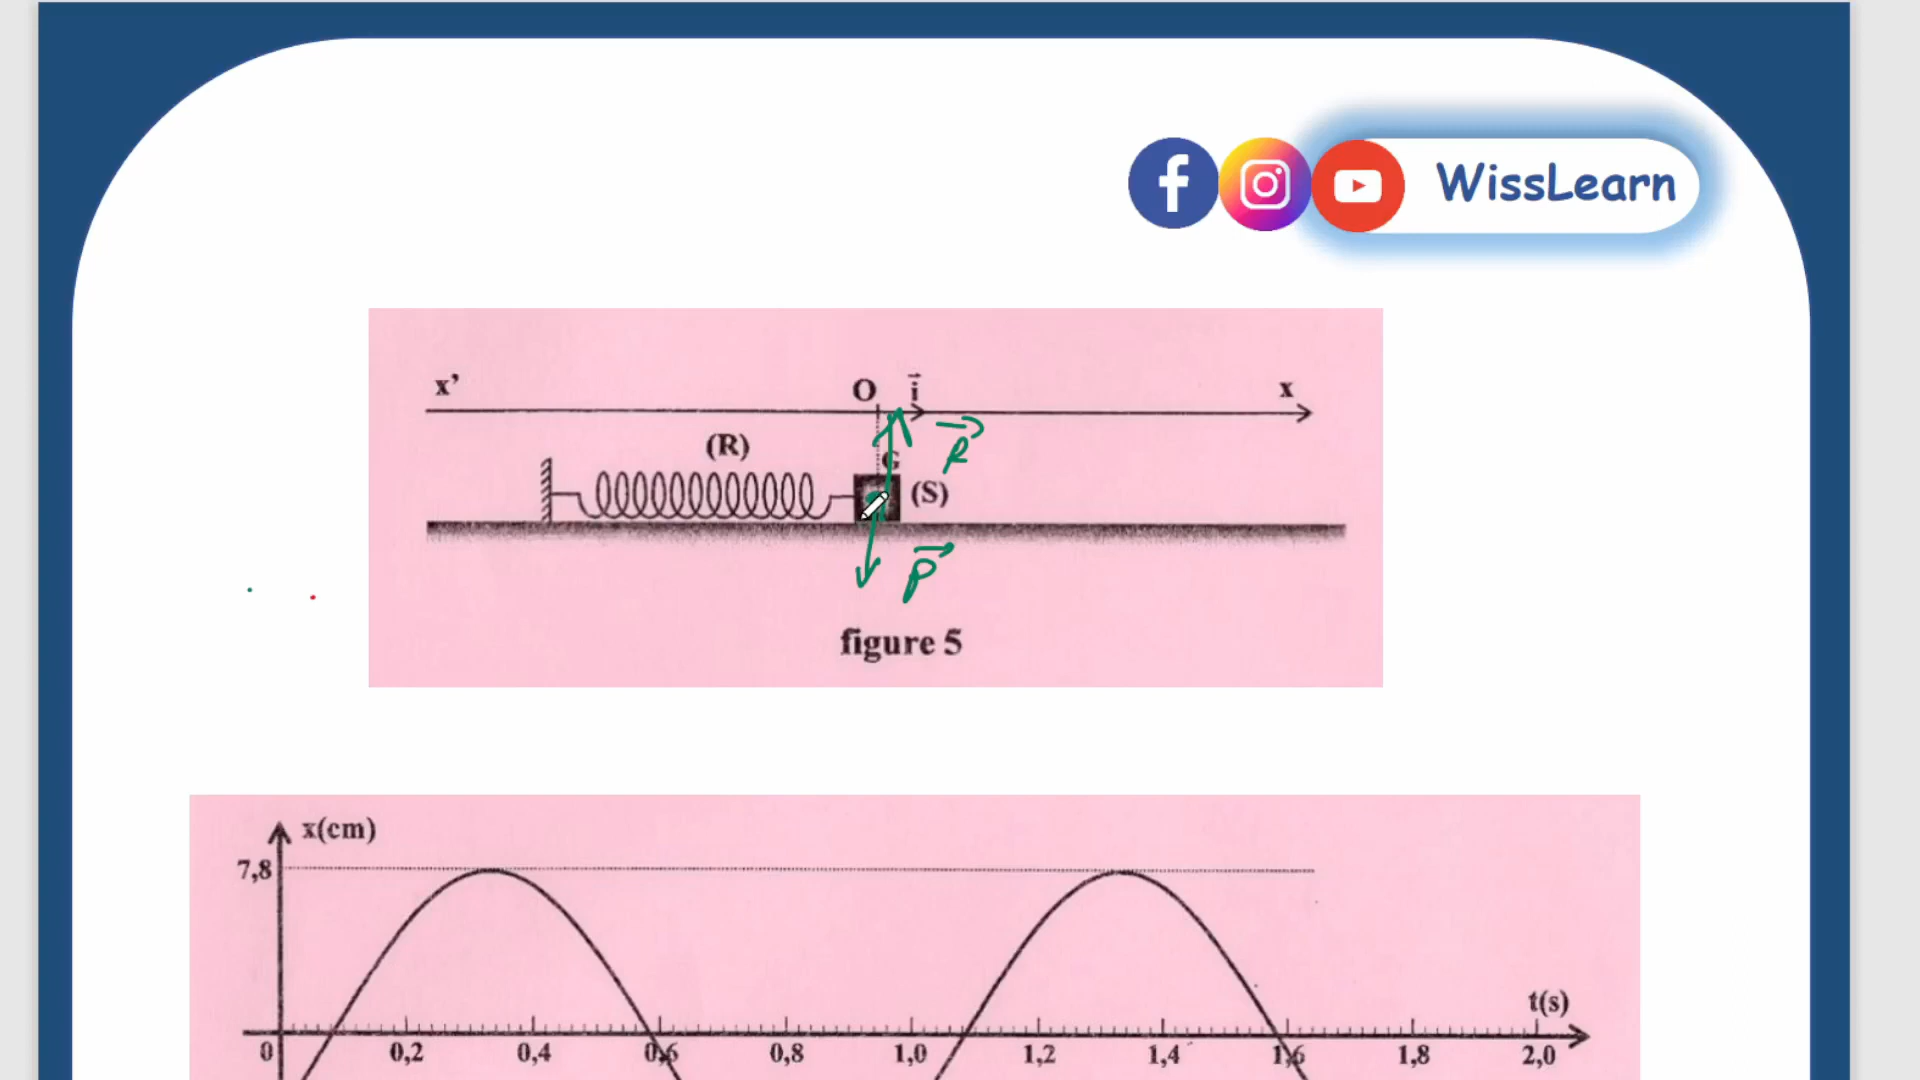 WissLearn
x' O i⃗ x
(R) R⃗
G (S)
P⃗
figure 5
x(cm)
7,8
t(s)
0 0,2 0,4 0,6 0,8 1,0 1,2 1,4 1,6 1,8 2,0